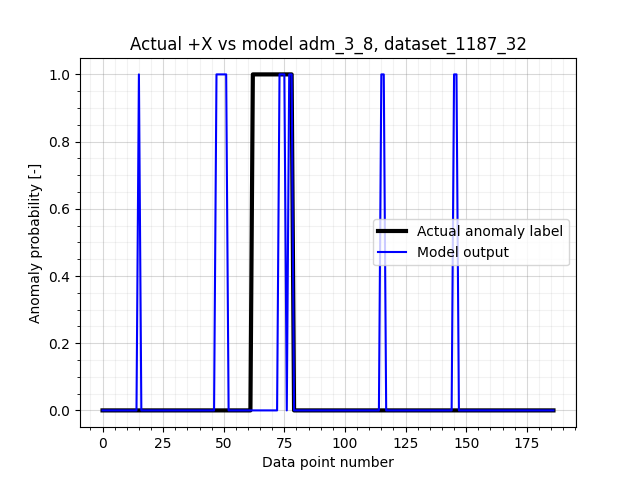 Actual +X vs model adm_3_8, dataset_1187_32
1.0
0.8
0.6
0.4
0.2
0.0
Anomaly probability [-]
Actual anomaly label
Model output
0 25 50 75 100 125 150 175
Data point number